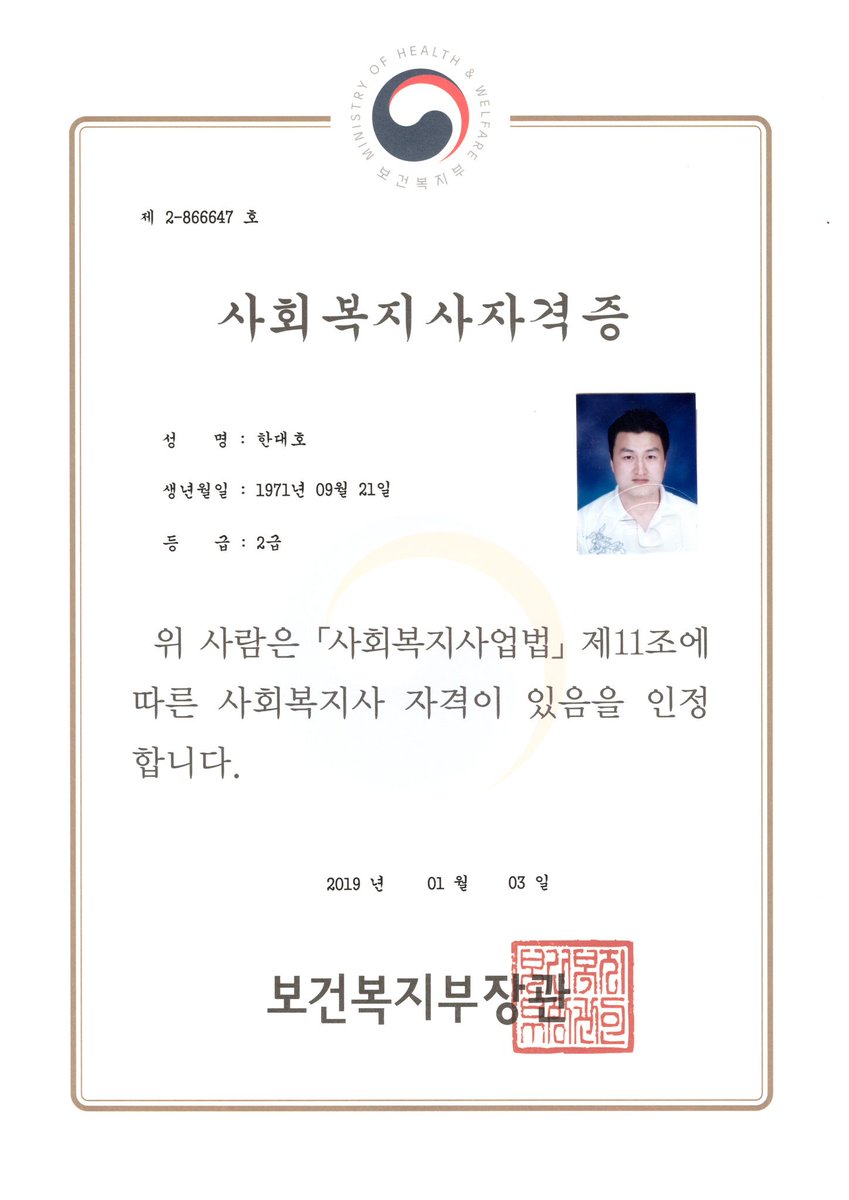 MINISTRY OF HEALTH & WELFARE
보건복지부
제 2-866647 호
사회복지사자격증
성 명 : 한대호
생년월일 : 1971년 09월 21일
등 급 : 2급
위 사람은 「사회복지사업법」 제11조에
따른 사회복지사 자격이 있음을 인정
합니다.
2019 년 01 월 03 일
보건복지부장관